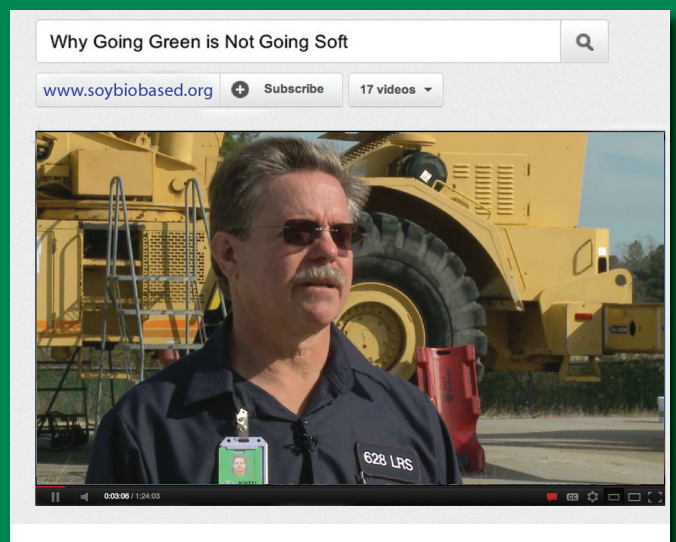 Why Going Green is Not Going Soft
www.soybiobased.org
Subscribe
17 videos
628 LRS
0:03:06 / 1:24:03
CC